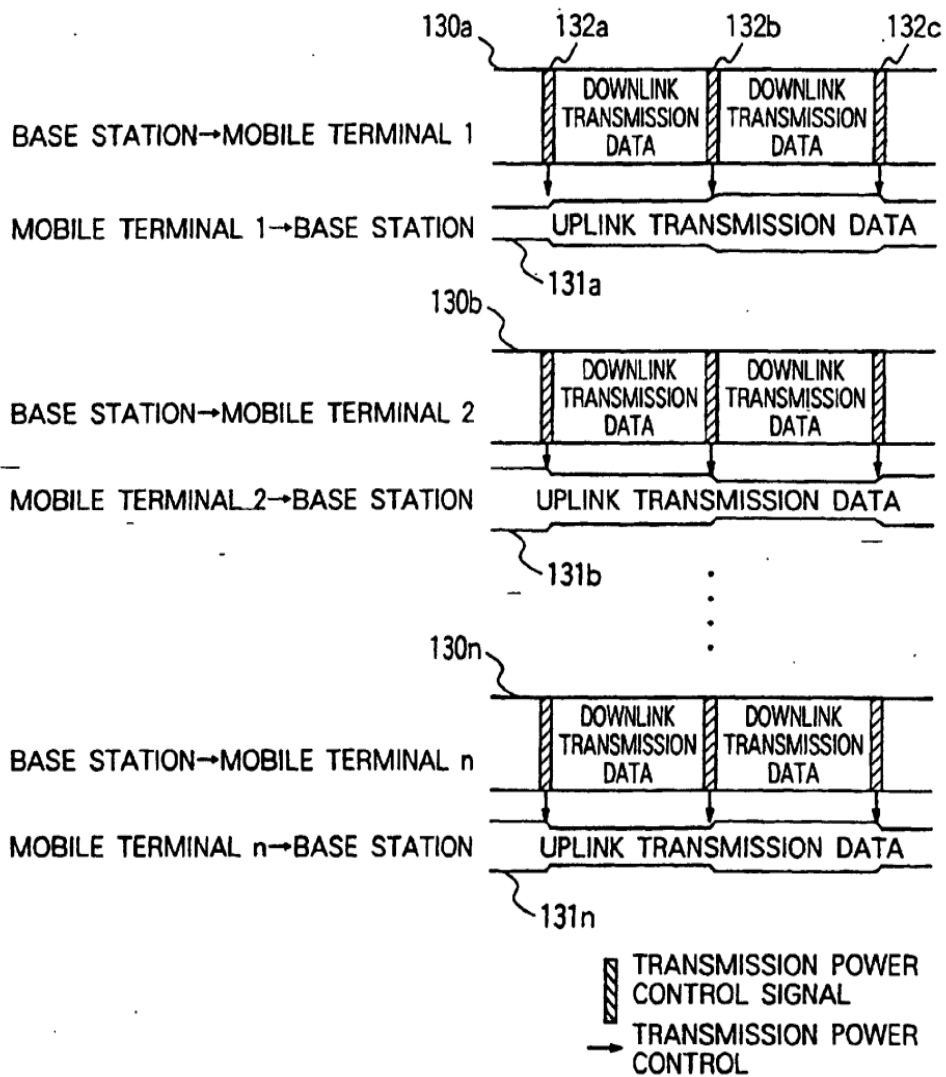 130a 132a 132b 132c
DOWNLINK TRANSMISSION DATA DOWNLINK TRANSMISSION DATA
BASE STATION→MOBILE TERMINAL 1
MOBILE TERMINAL 1→BASE STATION UPLINK TRANSMISSION DATA
131a
130b
DOWNLINK TRANSMISSION DATA DOWNLINK TRANSMISSION DATA
BASE STATION→MOBILE TERMINAL 2
MOBILE TERMINAL 2→BASE STATION UPLINK TRANSMISSION DATA
131b
130n
DOWNLINK TRANSMISSION DATA DOWNLINK TRANSMISSION DATA
BASE STATION→MOBILE TERMINAL n
MOBILE TERMINAL n→BASE STATION UPLINK TRANSMISSION DATA
131n
TRANSMISSION POWER
CONTROL SIGNAL
TRANSMISSION POWER
CONTROL